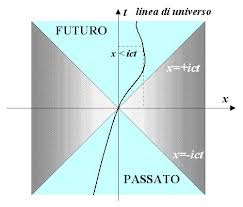 t linea di universo
FUTURO
x < ict
x=+ict
x
x=-ict
PASSATO